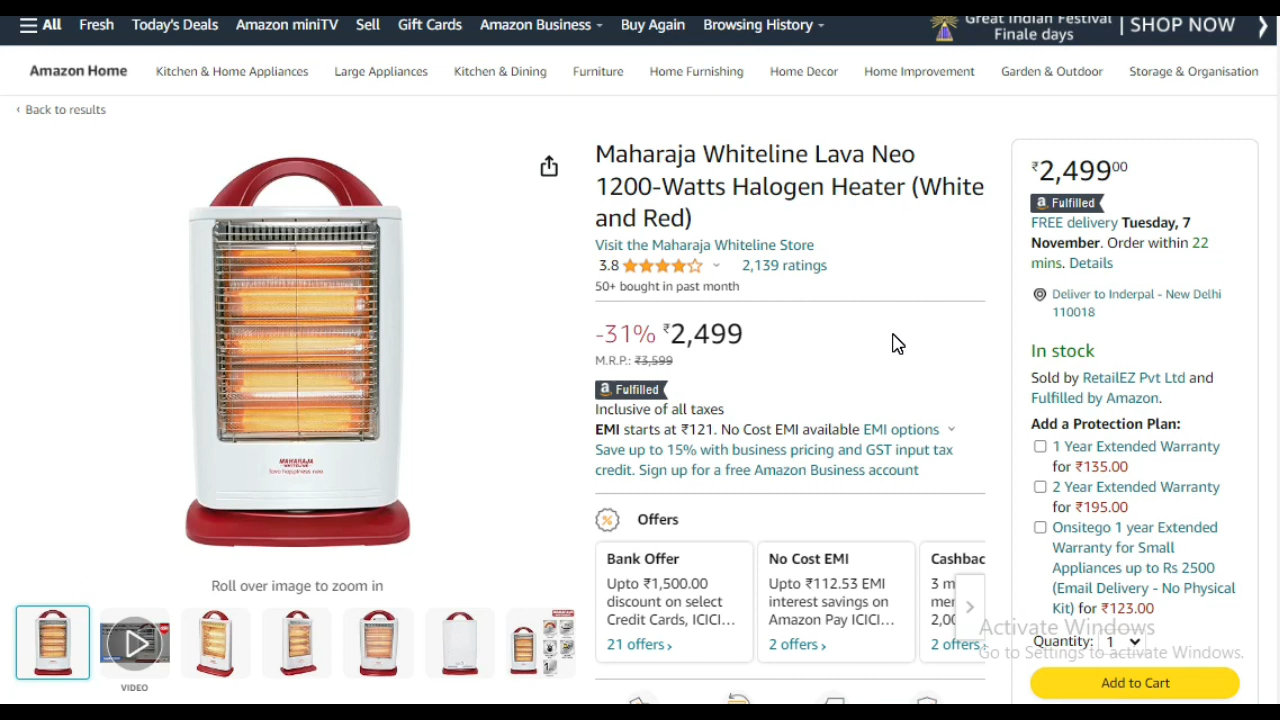 All Fresh Today's Deals Amazon miniTV Sell Gift Cards Amazon Business Buy Again Browsing History
Great Indian Festival
Finale days
SHOP NOW
Amazon Home Kitchen & Home Appliances Large Appliances Kitchen & Dining Furniture Home Furnishing Home Decor Home Improvement Garden & Outdoor Storage & Organisation
‹ Back to results
MAHARAJA
WHITELINE
love happiness new
Roll over image to zoom in
VIDEO
Maharaja Whiteline Lava Neo
1200-Watts Halogen Heater (White
and Red)
Visit the Maharaja Whiteline Store
3.8 2,139 ratings
50+ bought in past month
-31% ₹2,499
M.R.P.: ₹3,599
a Fulfilled
Inclusive of all taxes
EMI starts at ₹121. No Cost EMI available EMI options
Save up to 15% with business pricing and GST input tax
credit. Sign up for a free Amazon Business account
Offers
Bank Offer
Upto ₹1,500.00
discount on select
Credit Cards, ICICI...
21 offers ›
No Cost EMI
Upto ₹112.53 EMI
interest savings on
Amazon Pay ICICI...
2 offers ›
Cashbac
3 m
mer
2,00
2 offers
₹2,499.00
a Fulfilled
FREE delivery Tuesday, 7
November. Order within 22
mins. Details
Deliver to Inderpal - New Delhi
110018
In stock
Sold by RetailEZ Pvt Ltd and
Fulfilled by Amazon.
Add a Protection Plan:
1 Year Extended Warranty
for ₹135.00
2 Year Extended Warranty
for ₹195.00
Onsitego 1 year Extended
Warranty for Small
Appliances up to Rs 2500
(Email Delivery - No Physical
Kit) for ₹123.00
Activate Windows
Quantity: 1
Go to Settings to activate Windows.
Add to Cart